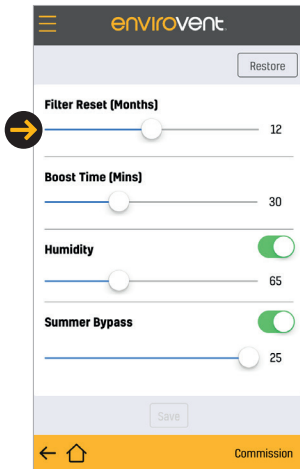 envirovent
Restore
Filter Reset (Months)
12
Boost Time (Mins)
30
Humidity
65
Summer Bypass
25
Save
Commission